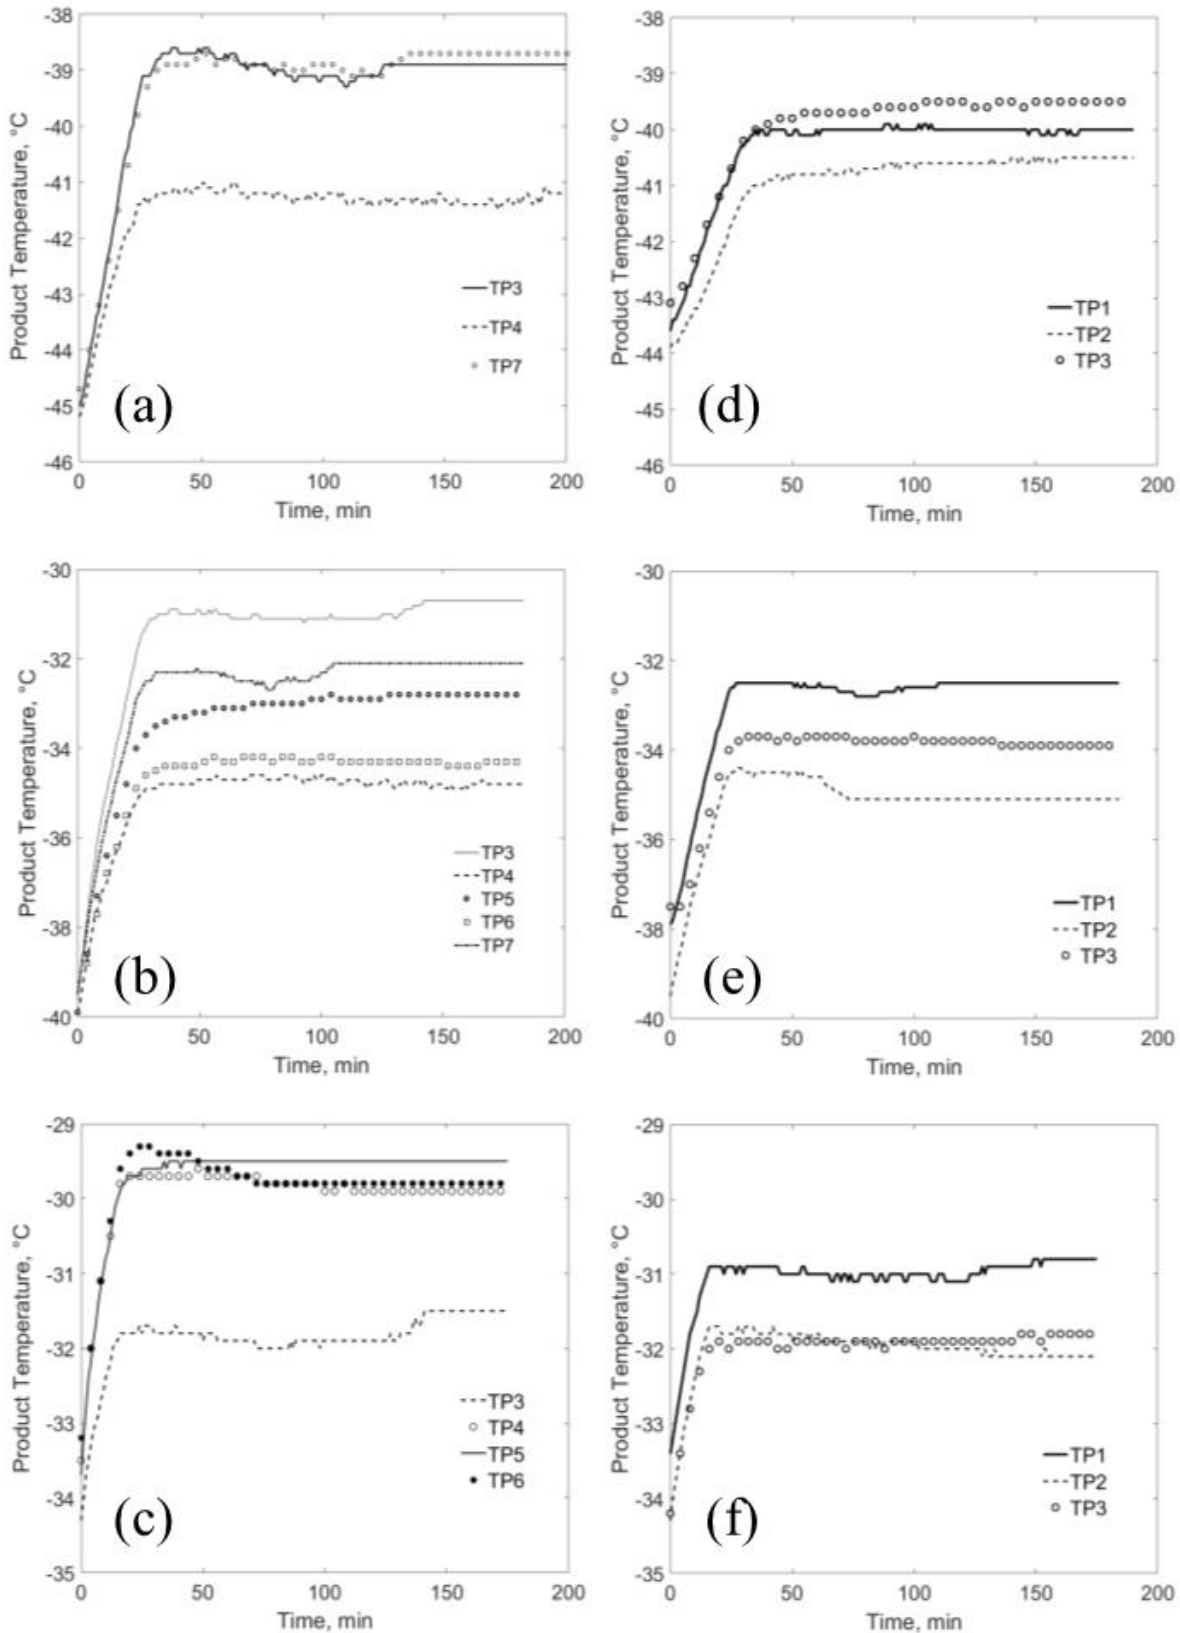 -38
-39
-40
-41
-42
-43
-44
-45
-46
Product Temperature, °C
TP3
TP4
TP7
(a)
0 50 100 150 200
Time, min
-38
-39
-40
-41
-42
-43
-44
-45
-46
Product Temperature, °C
TP1
TP2
TP3
(d)
0 50 100 150 200
Time, min
-30
-32
-34
-36
-38
-40
Product Temperature, °C
TP3
TP4
TP5
TP6
TP7
(b)
0 50 100 150 200
Time, min
-30
-32
-34
-36
-38
-40
Product Temperature, °C
TP1
TP2
TP3
(e)
0 50 100 150 200
Time, min
-29
-30
-31
-32
-33
-34
-35
Product Temperature, °C
TP3
TP4
TP5
TP6
(c)
0 50 100 150 200
Time, min
-29
-30
-31
-32
-33
-34
-35
Product Temperature, °C
TP1
TP2
TP3
(f)
0 50 100 150 200
Time, min